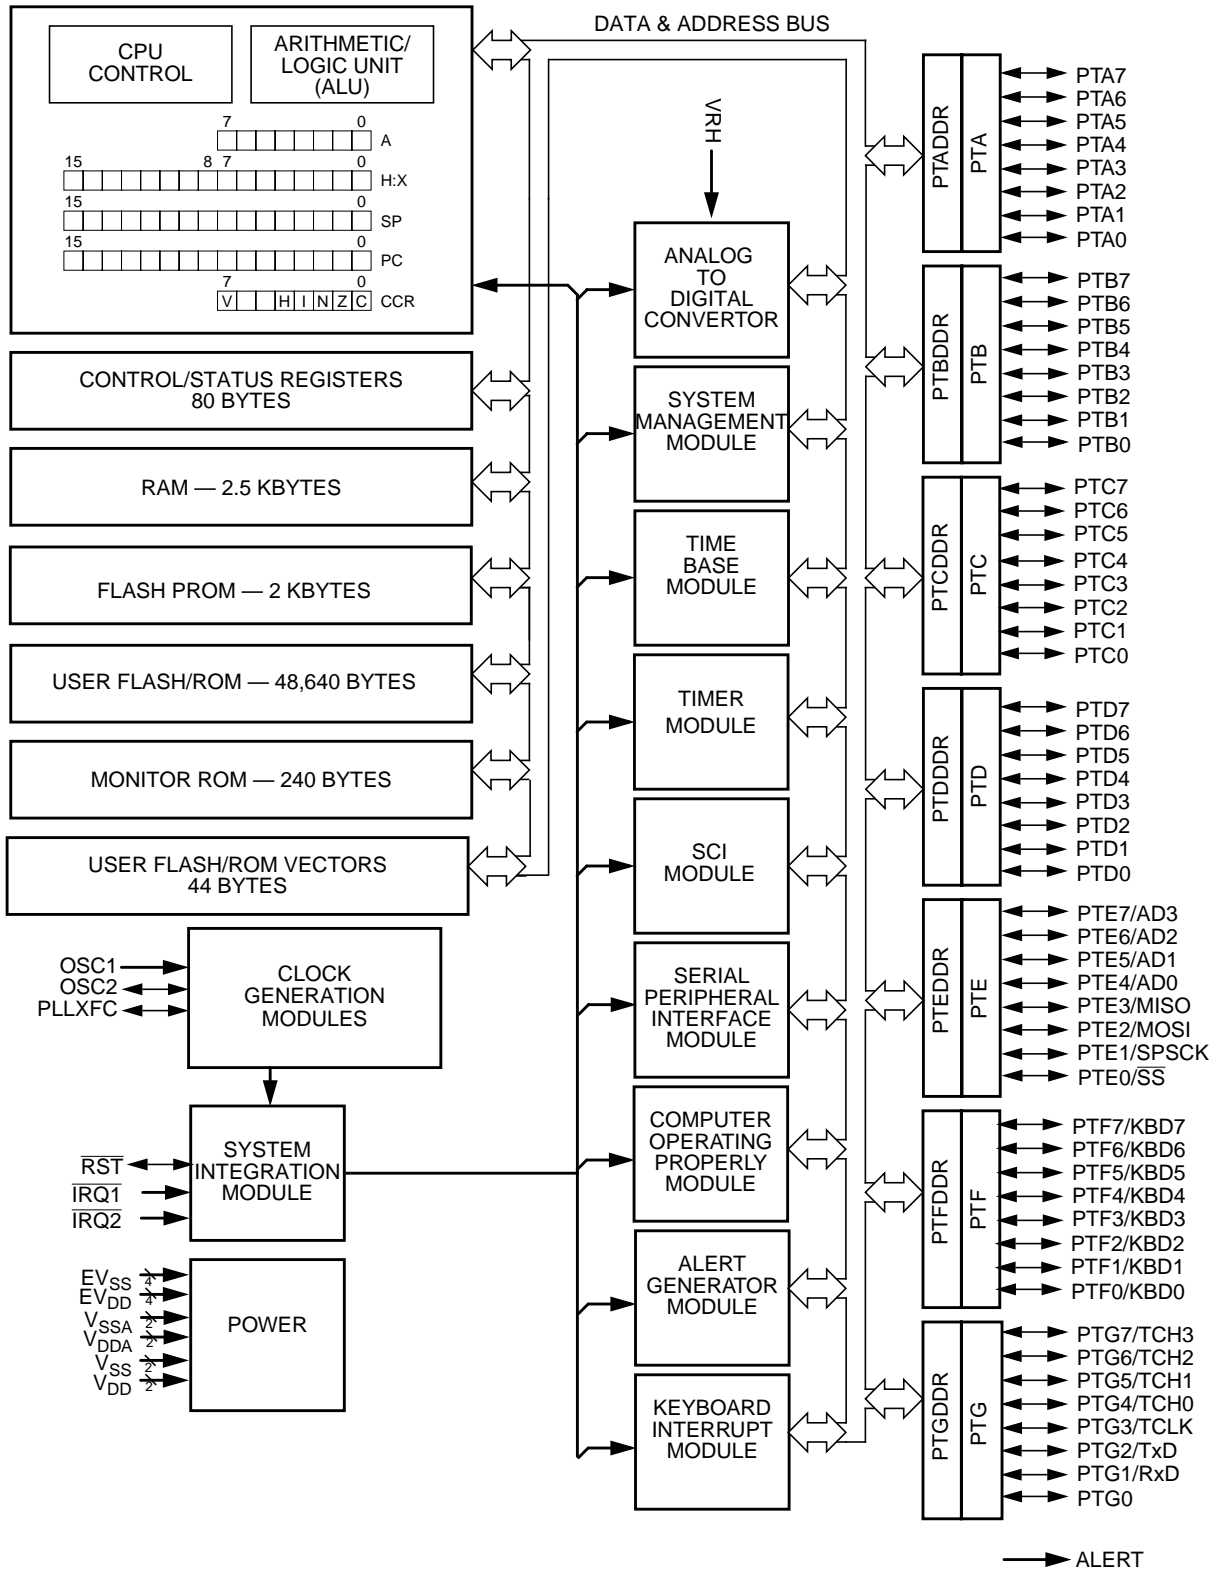 DATA & ADDRESS BUS
CPU
CONTROL
ARITHMETIC/
LOGIC UNIT
(ALU)
7 0
A
15 8 7 0
H:X
15 0
SP
15 0
PC
7 0
V H I N Z C CCR
CONTROL/STATUS REGISTERS
80 BYTES
RAM — 2.5 KBYTES
FLASH PROM — 2 KBYTES
USER FLASH/ROM — 48,640 BYTES
MONITOR ROM — 240 BYTES
USER FLASH/ROM VECTORS
44 BYTES
OSC1
OSC2
PLLXFC
CLOCK
GENERATION
MODULES
RST
IRQ1
IRQ2
SYSTEM
INTEGRATION
MODULE
EVSS 4
EVDD 4
VSSA 2
VDDA 2
VSS 2
VDD 2
POWER
VRH
ANALOG
TO
DIGITAL
CONVERTOR
SYSTEM
MANAGEMENT
MODULE
TIME
BASE
MODULE
TIMER
MODULE
SCI
MODULE
SERIAL
PERIPHERAL
INTERFACE
MODULE
COMPUTER
OPERATING
PROPERLY
MODULE
ALERT
GENERATOR
MODULE
KEYBOARD
INTERRUPT
MODULE
PTADDR
PTA
PTA7
PTA6
PTA5
PTA4
PTA3
PTA2
PTA1
PTA0
PTBDDR
PTB
PTB7
PTB6
PTB5
PTB4
PTB3
PTB2
PTB1
PTB0
PTCDDR
PTC
PTC7
PTC6
PTC5
PTC4
PTC3
PTC2
PTC1
PTC0
PTDDDR
PTD
PTD7
PTD6
PTD5
PTD4
PTD3
PTD2
PTD1
PTD0
PTEDDR
PTE
PTE7/AD3
PTE6/AD2
PTE5/AD1
PTE4/AD0
PTE3/MISO
PTE2/MOSI
PTE1/SPSCK
PTE0/SS
PTFDDR
PTF
PTF7/KBD7
PTF6/KBD6
PTF5/KBD5
PTF4/KBD4
PTF3/KBD3
PTF2/KBD2
PTF1/KBD1
PTF0/KBD0
PTGDDR
PTG
PTG7/TCH3
PTG6/TCH2
PTG5/TCH1
PTG4/TCH0
PTG3/TCLK
PTG2/TxD
PTG1/RxD
PTG0
ALERT